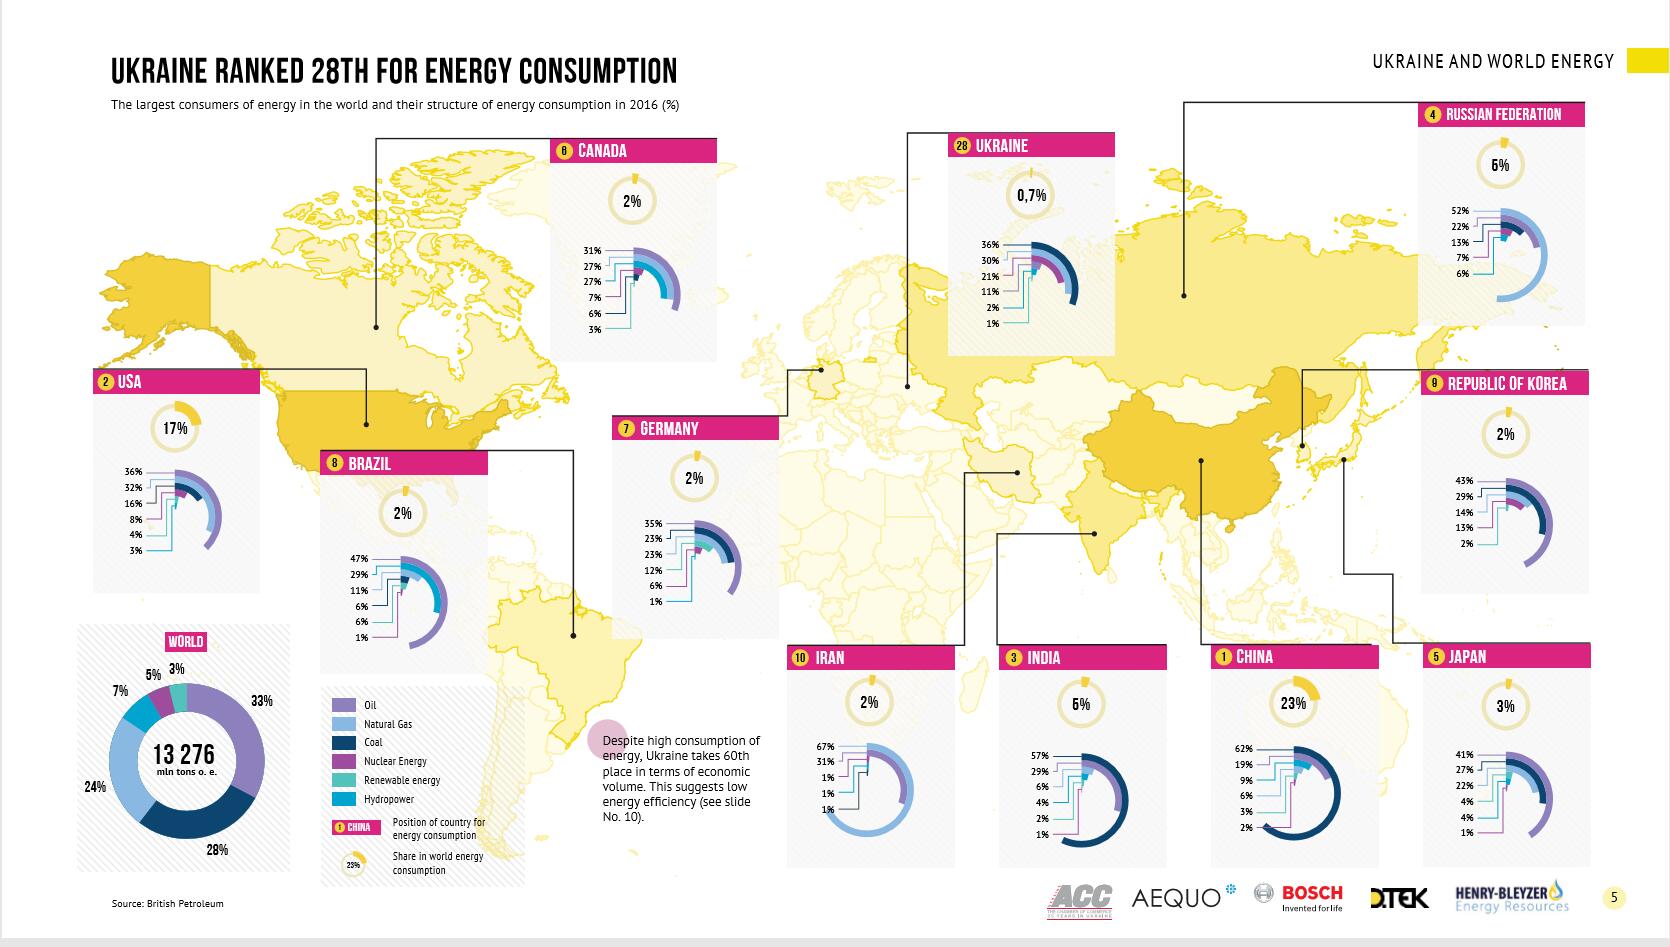 UKRAINE RANKED 28TH FOR ENERGY CONSUMPTION
The largest consumers of energy in the world and their structure of energy consumption in 2016 (%)
UKRAINE AND WORLD ENERGY
6 CANADA
2%
31%
27%
27%
7%
6%
3%
28 UKRAINE
0,7%
36%
30%
21%
11%
2%
1%
4 RUSSIAN FEDERATION
5%
52%
22%
13%
7%
6%
2 USA
17%
36%
32%
16%
8%
4%
3%
8 BRAZIL
2%
47%
29%
11%
6%
6%
1%
7 GERMANY
2%
35%
23%
23%
12%
6%
1%
9 REPUBLIC OF KOREA
2%
43%
29%
14%
13%
2%
10 IRAN
2%
67%
31%
1%
1%
1%
3 INDIA
5%
57%
29%
6%
4%
2%
1%
1 CHINA
23%
62%
19%
9%
6%
3%
2%
5 JAPAN
3%
41%
27%
22%
4%
4%
1%
WORLD
5% 3%
7%
33%
13 276
mln tons o. e.
24%
28%
Oil
Natural Gas
Coal
Nuclear Energy
Renewable energy
Hydropower
1 CHINA
Position of country for
energy consumption
23%
Share in world energy
consumption
Despite high consumption of
energy, Ukraine takes 60th
place in terms of economic
volume. This suggests low
energy efficiency (see slide
No. 10).
Source: British Petroleum
ACC
THE CHAMBER OF COMMERCE
25 YEARS IN UKRAINE
AEQUO
BOSCH
Invented for life
DTEK
HENRY-BLEYZER
Energy Resources
5